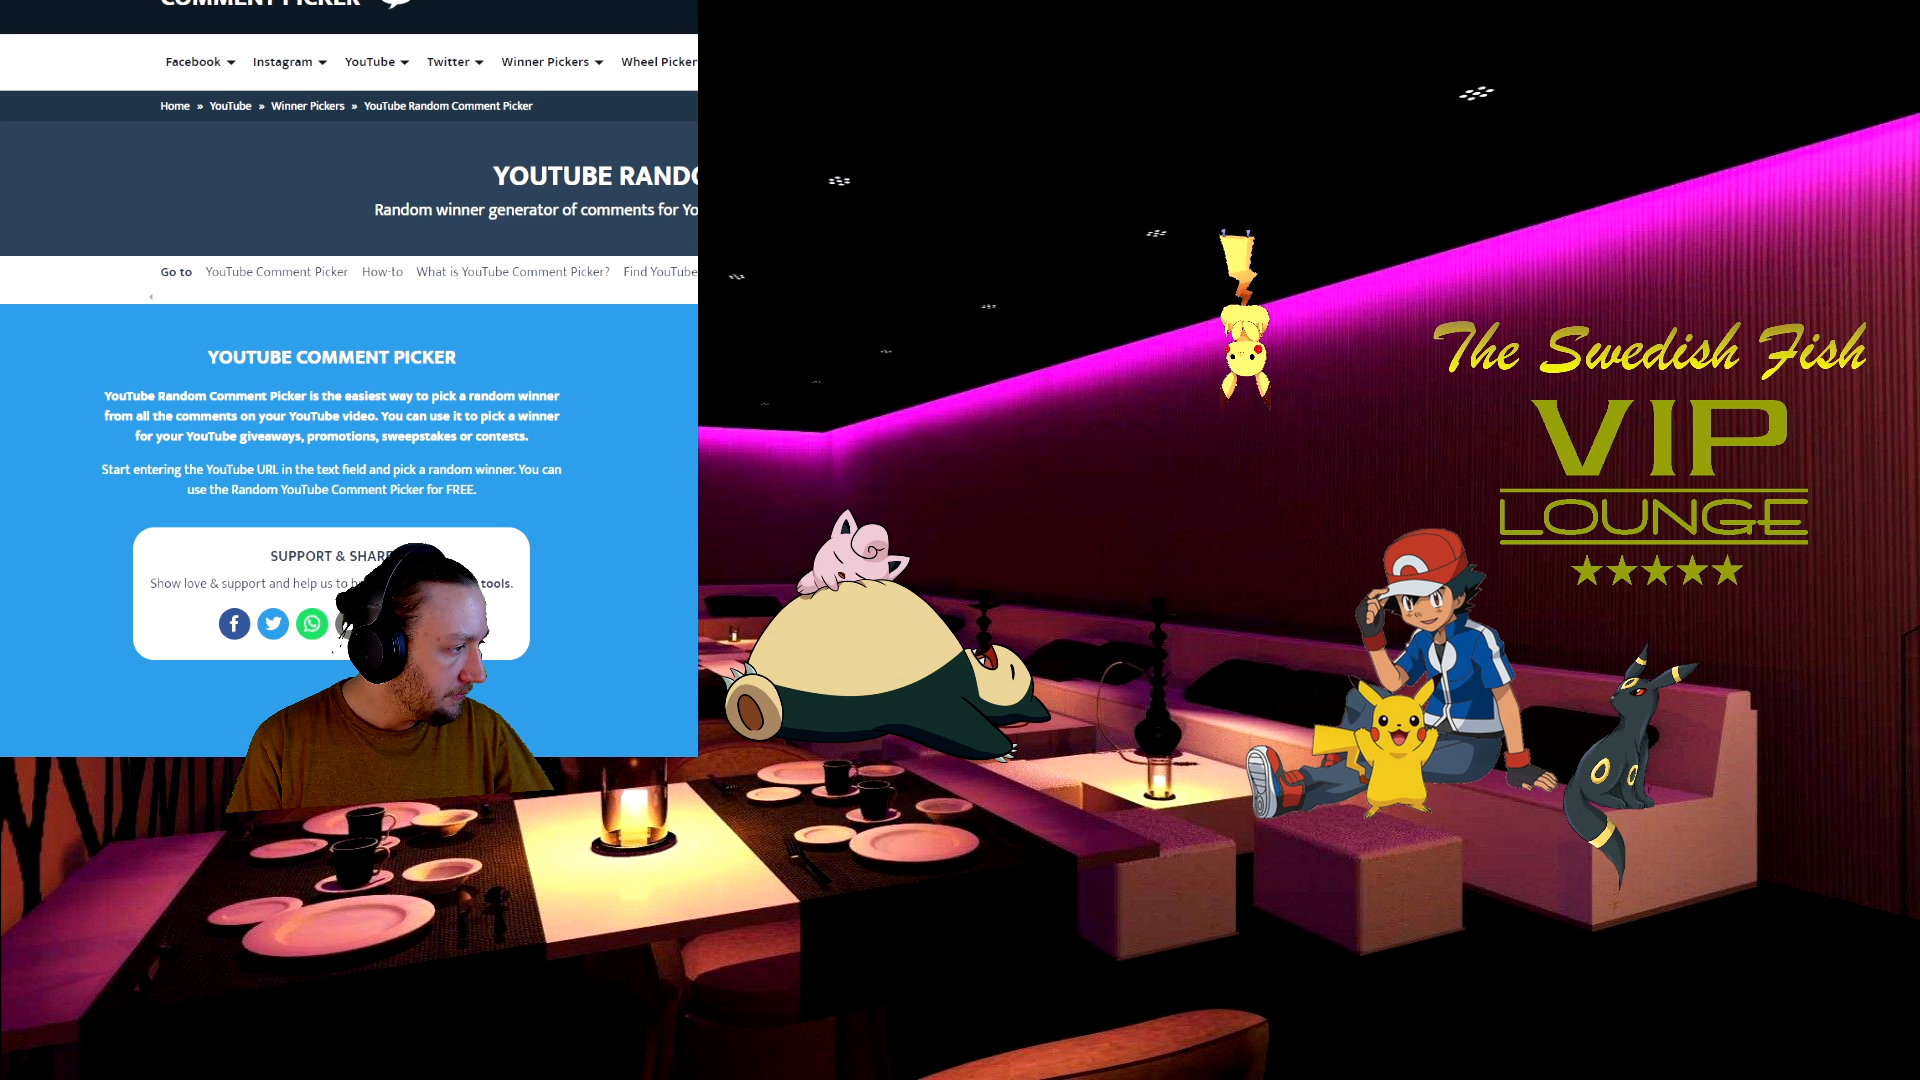 COMMENT PICKER
Facebook Instagram YouTube Twitter Winner Pickers Wheel Picker
Home » YouTube » Winner Pickers » YouTube Random Comment Picker
YOUTUBE RANDO
Random winner generator of comments for Yo
Go to YouTube Comment Picker How-to What is YouTube Comment Picker? Find YouTube
YOUTUBE COMMENT PICKER
YouTube Random Comment Picker is the easiest way to pick a random winner
from all the comments on your YouTube video. You can use it to pick a winner
for your YouTube giveaways, promotions, sweepstakes or contests.
Start entering the YouTube URL in the text field and pick a random winner. You can
use the Random YouTube Comment Picker for FREE.
SUPPORT & SHARE
Show love & support and help us to tools.
The Swedish Fish
VIP
LOUNGE